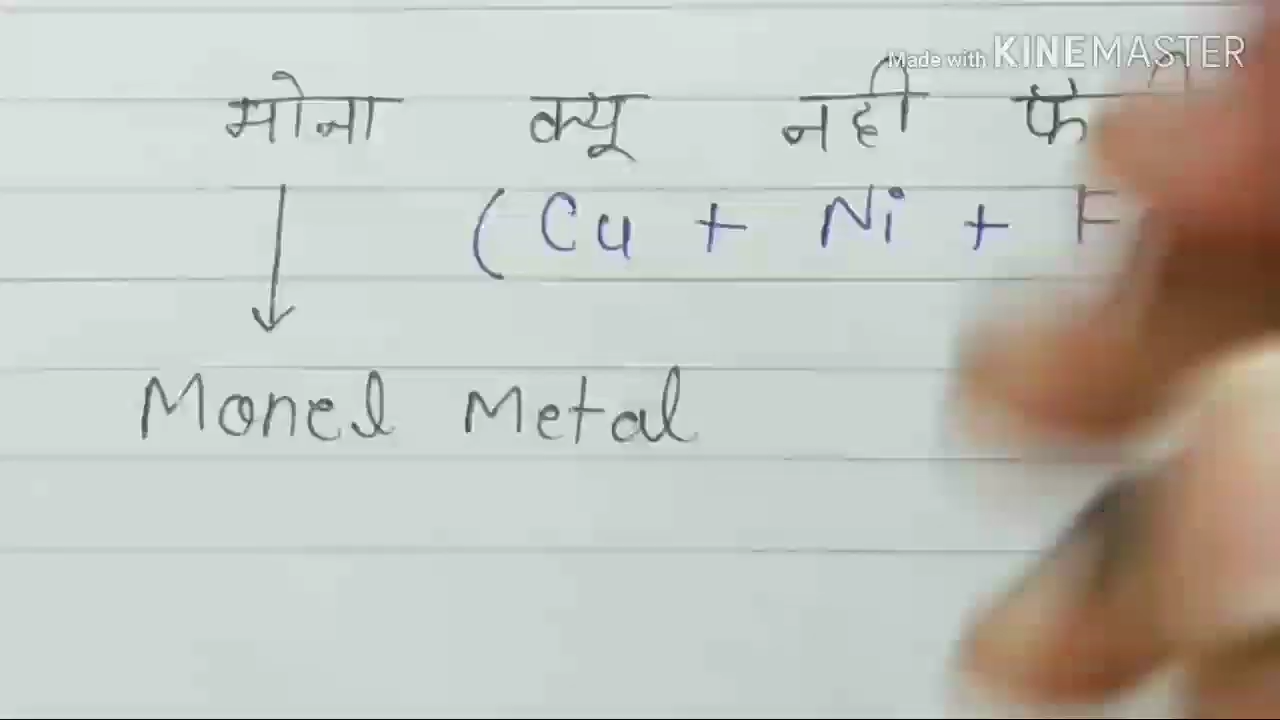 Made with KINEMASTER
मोना क्यू नही
( Cu + Ni +
Monel Metal